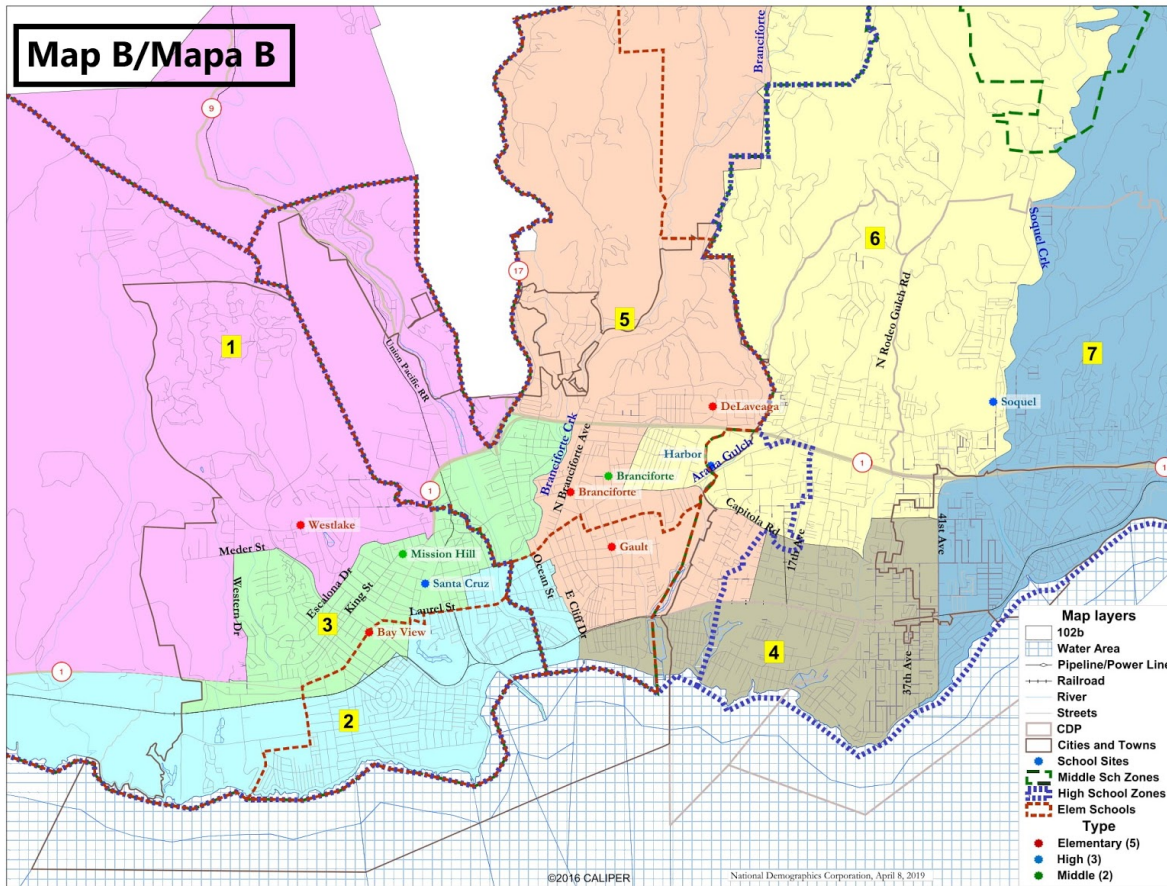 Map B/Mapa B
9
Branciforte
Soquel Crk
17
6
N Rodeo Gulch Rd
5
1
7
Union Pacific RR
DeLaveaga
Soquel
Branciforte Crk
N Branciforte Ave
Harbor
Arana Gulch
1
1
1
Branciforte
Branciforte
Westlake
Capitola Rd
17th Ave
41st Ave
Meder St
Mission Hill
Gault
Escalona Dr
King St
Santa Cruz
Ocean St
E Cliff Dr
Western Dr
Laurel St
3
Bay View
4
37th Ave
1
2
Map layers
102b
Water Area
Pipeline/Power Line
Railroad
River
Streets
CDP
Cities and Towns
School Sites
Middle Sch Zones
High School Zones
Elem Schools
Type
Elementary (5)
High (3)
Middle (2)
©2016 CALIPER
National Demographics Corporation, April 8, 2019